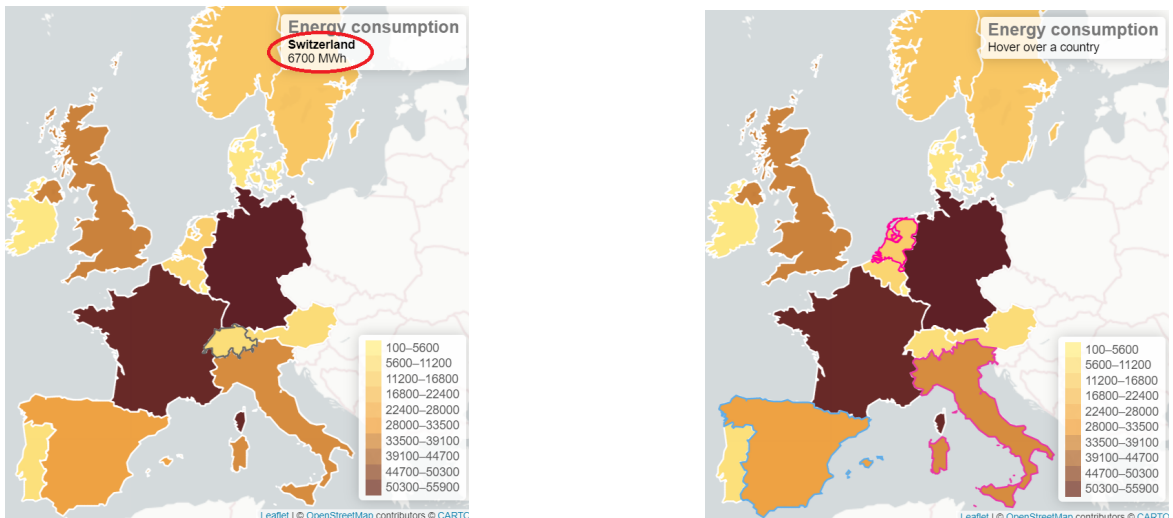 Energy consumption
Switzerland
6700 MWh
100–5600
5600–11200
11200–16800
16800–22400
22400–28000
28000–33500
33500–39100
39100–44700
44700–50300
50300–55900
Leaflet | © OpenStreetMap contributors © CARTO
Energy consumption
Hover over a country
100–5600
5600–11200
11200–16800
16800–22400
22400–28000
28000–33500
33500–39100
39100–44700
44700–50300
50300–55900
Leaflet | © OpenStreetMap contributors © CARTO